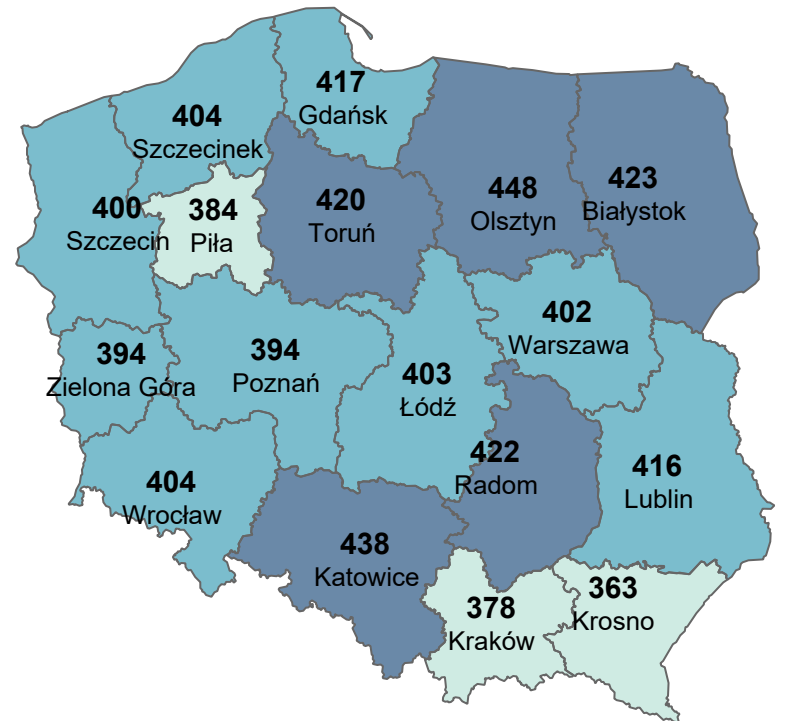 417
Gdańsk
404
Szczecinek
400
Szczecin
384
Piła
420
Toruń
448
Olsztyn
423
Białystok
394
Zielona Góra
394
Poznań
403
Łódź
402
Warszawa
404
Wrocław
422
Radom
416
Lublin
438
Katowice
378
Kraków
363
Krosno